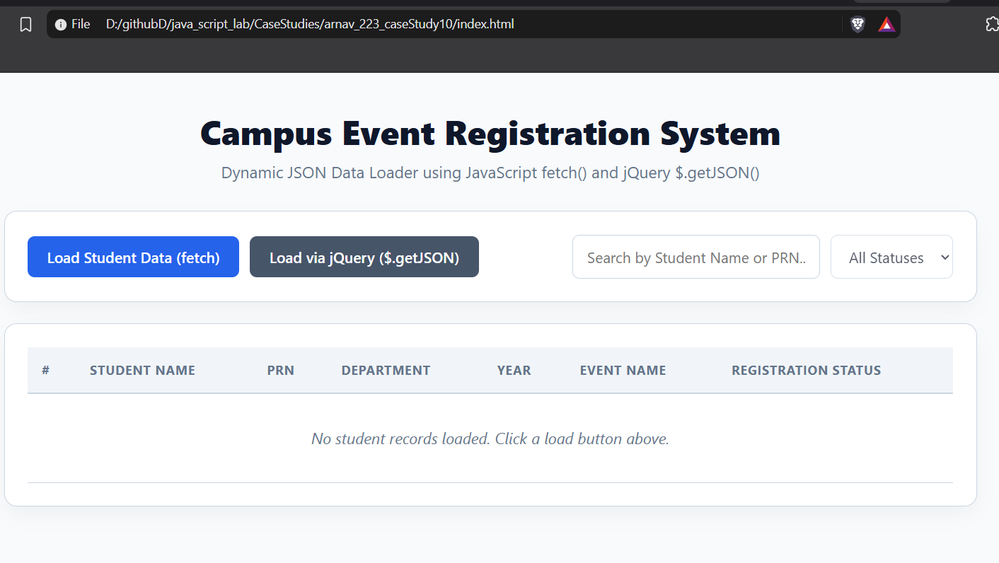 File D:/githubD/java_script_lab/CaseStudies/arnav_223_caseStudy10/index.html
Campus Event Registration System
Dynamic JSON Data Loader using JavaScript fetch() and jQuery $.getJSON()
Load Student Data (fetch) Load via jQuery ($.getJSON) Search by Student Name or PRN.. All Statuses
# STUDENT NAME PRN DEPARTMENT YEAR EVENT NAME REGISTRATION STATUS
No student records loaded. Click a load button above.